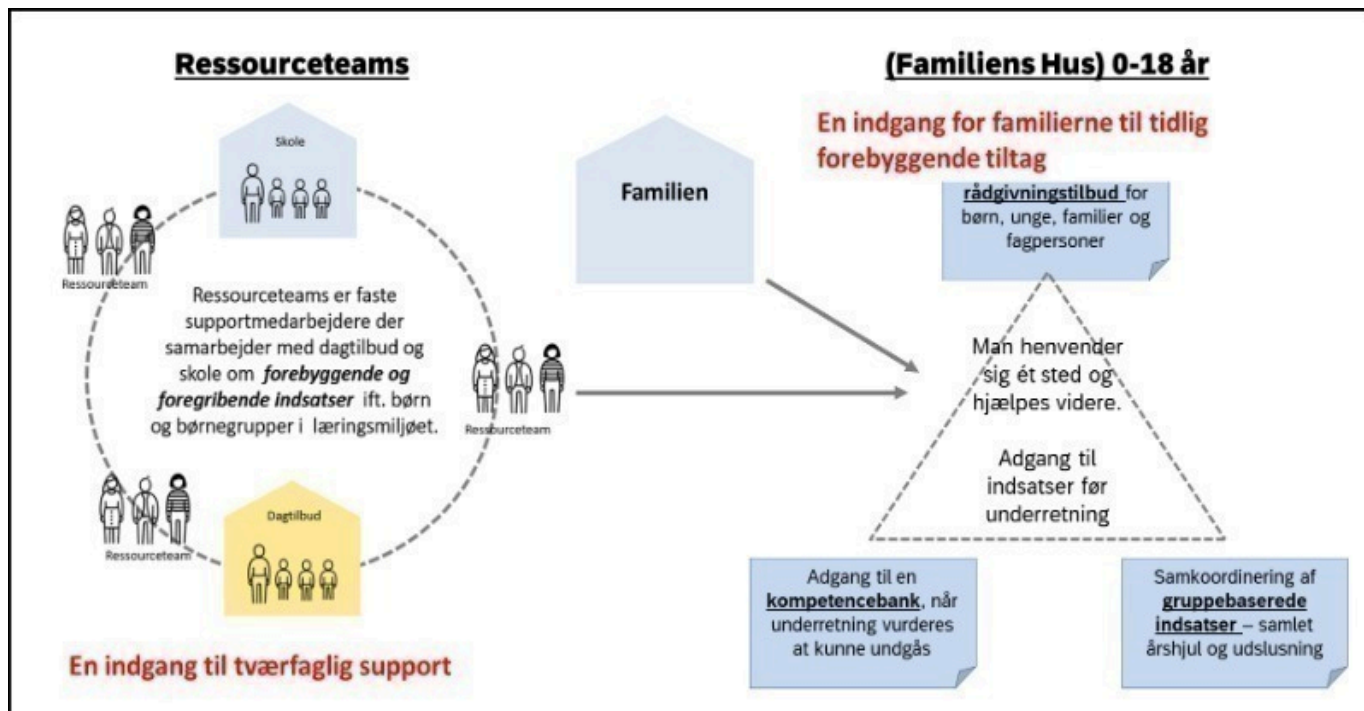 Ressourceteams
Skole
Ressourceteam
Ressourceteams er faste
supportmedarbejdere der
samarbejder med dagtilbud og
skole om forebyggende og
foregribende indsatser ift. børn
og børnegrupper i læringsmiljøet.
Ressourceteam
Ressourceteam
Dagtilbud
En indgang til tværfaglig support
Familien
(Familiens Hus) 0-18 år
En indgang for familierne til tidlig
forebyggende tiltag
rådgivningstilbud for
børn, unge, familier og
fagpersoner
Man henvender
sig ét sted og
hjælpes videre.
Adgang til
indsatser før
underretning
Adgang til en
kompetencebank, når
underretning vurderes
at kunne undgås
Samkoordinering af
gruppebaserede
indsatser – samlet
årshjul og udslusning